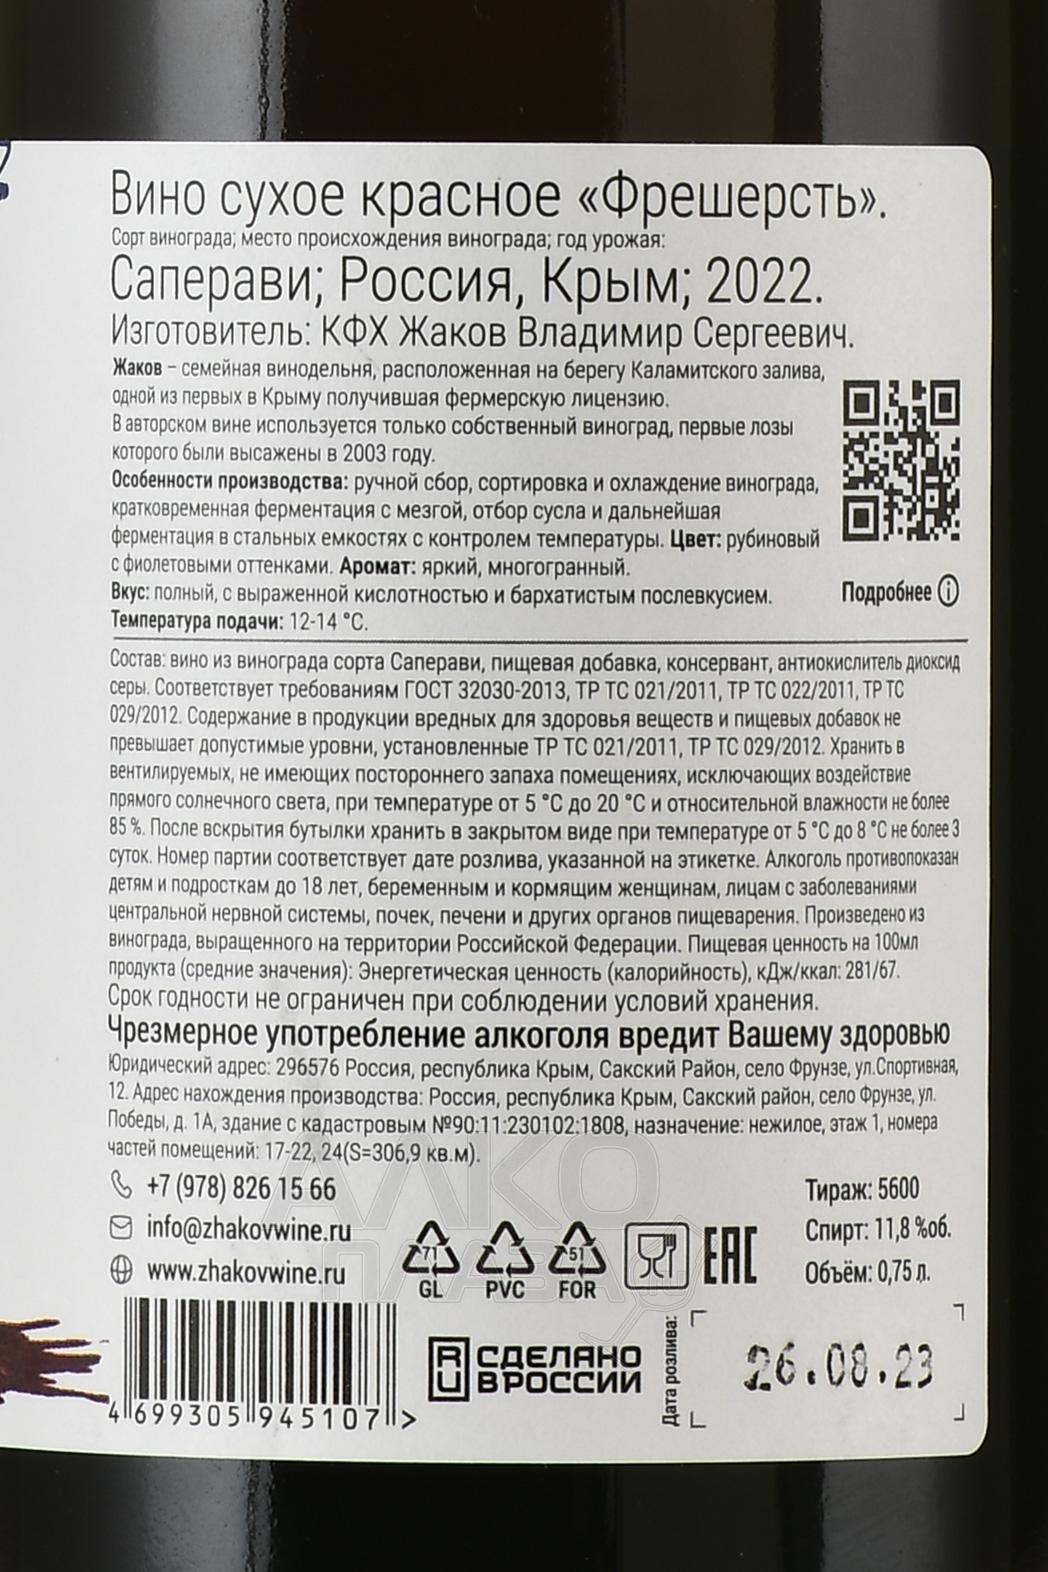 Вино сухое красное «Фрешерсть».
Сорт винограда; место происхождения винограда; год урожая:
Саперави; Россия, Крым; 2022.
Изготовитель: КФХ Жаков Владимир Сергеевич.
Жаков – семейная винодельня, расположенная на берегу Каламитского залива,
одной из первых в Крыму получившая фермерскую лицензию.
В авторском вине используется только собственный виноград, первые лозы
которого были высажены в 2003 году.
Особенности производства: ручной сбор, сортировка и охлаждение винограда,
кратковременная ферментация с мезгой, отбор сусла и дальнейшая
ферментация в стальных емкостях с контролем температуры. Цвет: рубиновый
с фиолетовыми оттенками. Аромат: яркий, многогранный.
Вкус: полный, с выраженной кислотностью и бархатистым послевкусием.
Температура подачи: 12-14 °C.
Подробнее i
Состав: вино из винограда сорта Саперави, пищевая добавка, консервант, антиокислитель диоксид
серы. Соответствует требованиям ГОСТ 32030-2013, ТР ТС 021/2011, ТР ТС 022/2011, ТР ТС
029/2012. Содержание в продукции вредных для здоровья веществ и пищевых добавок не
превышает допустимые уровни, установленные ТР ТС 021/2011, ТР ТС 029/2012. Хранить в
вентилируемых, не имеющих постороннего запаха помещениях, исключающих воздействие
прямого солнечного света, при температуре от 5 °C до 20 °C и относительной влажности не более
85 %. После вскрытия бутылки хранить в закрытом виде при температуре от 5 °C до 8 °C не более 3
суток. Номер партии соответствует дате розлива, указанной на этикетке. Алкоголь противопоказан
детям и подросткам до 18 лет, беременным и кормящим женщинам, лицам с заболеваниями
центральной нервной системы, почек, печени и других органов пищеварения. Произведено из
винограда, выращенного на территории Российской Федерации. Пищевая ценность на 100мл
продукта (средние значения): Энергетическая ценность (калорийность), кДж/ккал: 281/67.
Срок годности не ограничен при соблюдении условий хранения.
Чрезмерное употребление алкоголя вредит Вашему здоровью
Юридический адрес: 296576 Россия, республика Крым, Сакский Район, село Фрунзе, ул.Спортивная,
12. Адрес нахождения производства: Россия, республика Крым, Сакский район, село Фрунзе, ул.
Победы, д. 1А, здание с кадастровым №90:11:230102:1808, назначение: нежилое, этаж 1, номера
частей помещений: 17-22, 24(S=306,9 кв.м).
+7 (978) 826 15 66
info@zhakovwine.ru
www.zhakovwine.ru
АЛКО
ПЛАЗА
71
GL
PVC
51
FOR
EAC
Тираж: 5600
Спирт: 11,8 %об.
Объём: 0,75 л.
4 699305 945107 >
RU
СДЕЛАНО
В РОССИИ
Дата розлива:
26.08.23